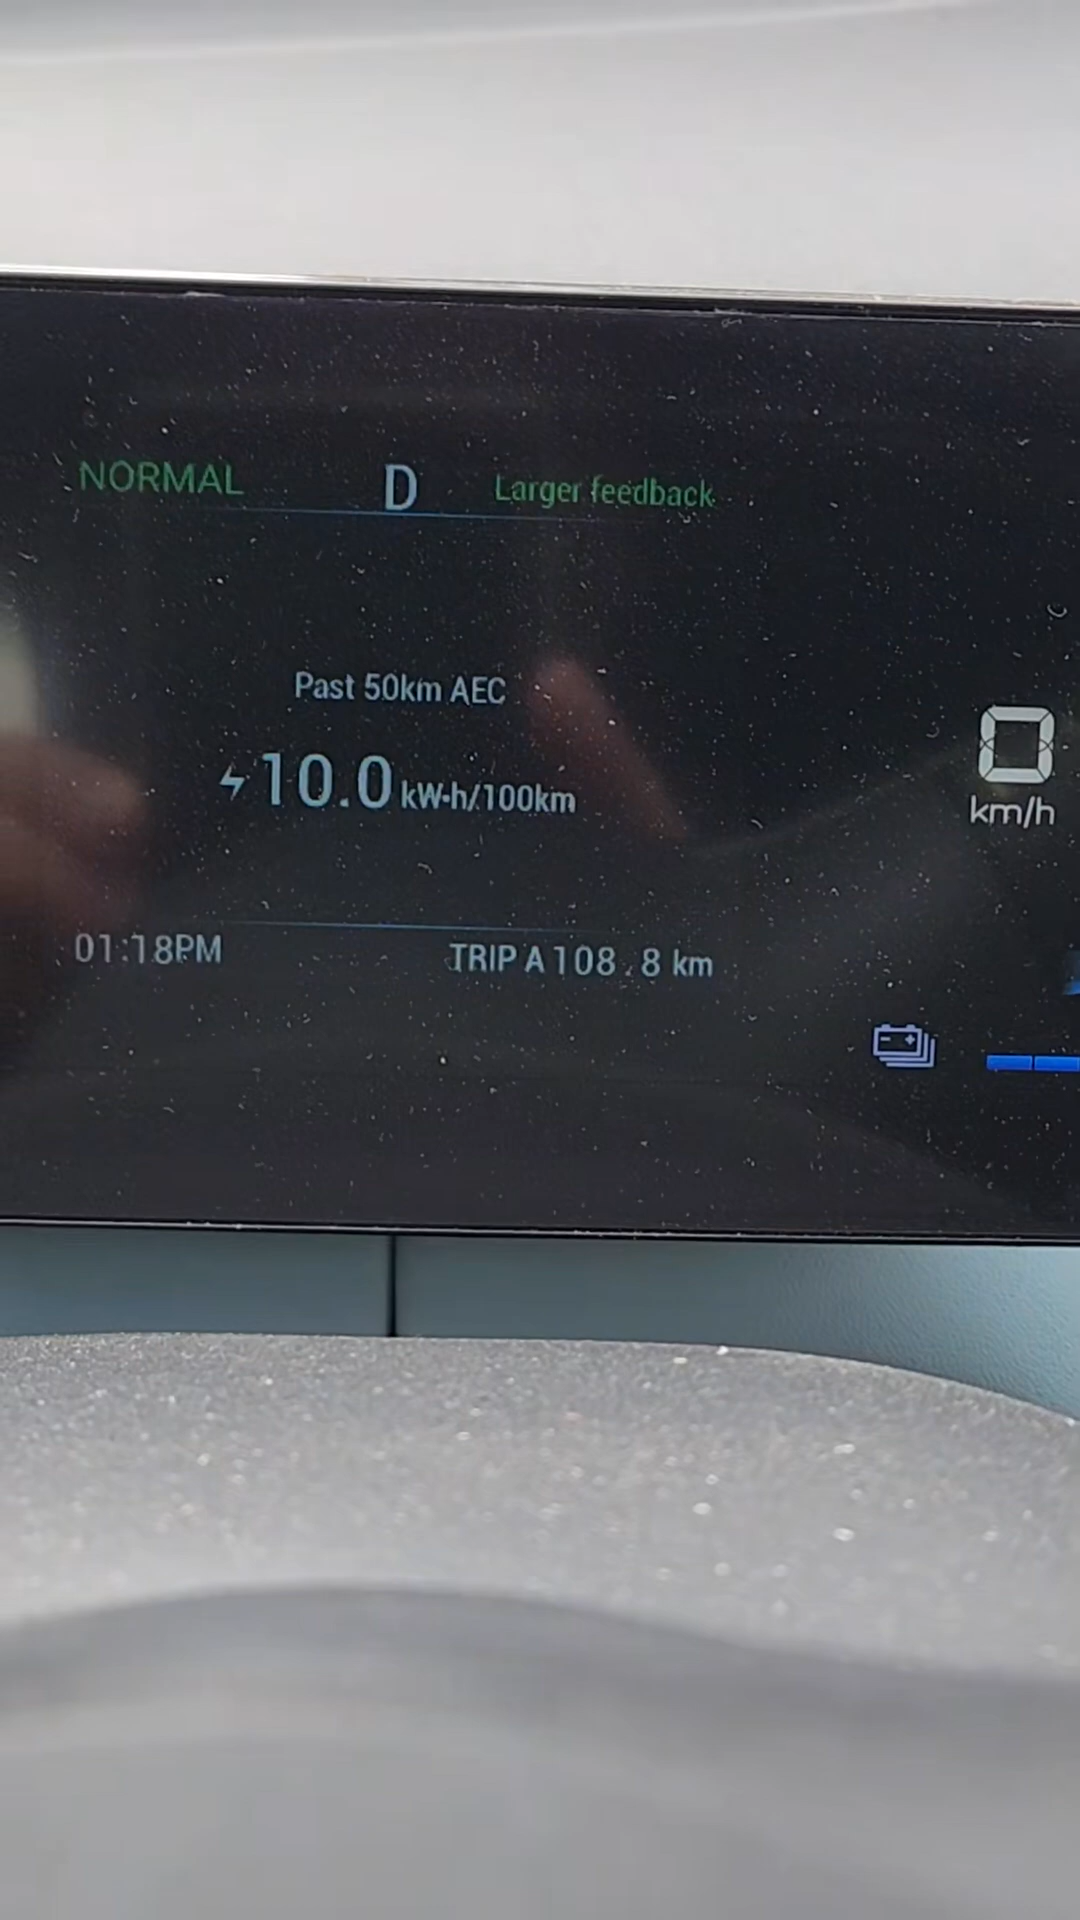 NORMAL D Larger feedback
Past 50km AEC
10.0 kW·h/100km
0
km/h
01:18PM TRIP A 108.8 km